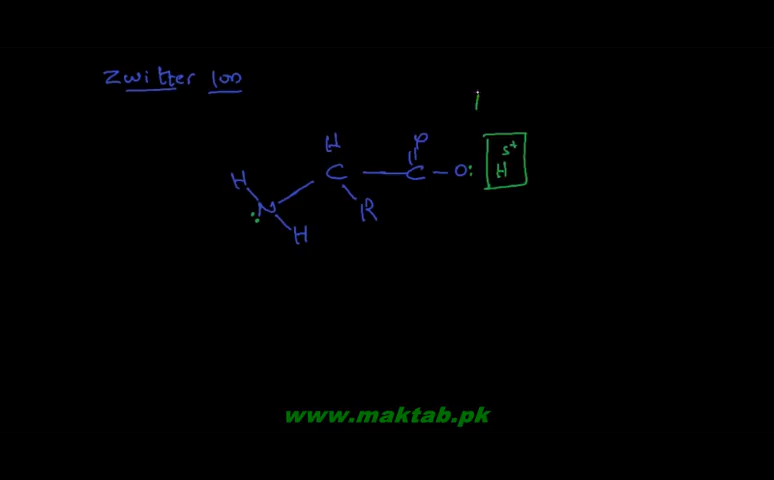 Zwitter Ion
H H C R N H
C O O: H
δ+
www.maktab.pk